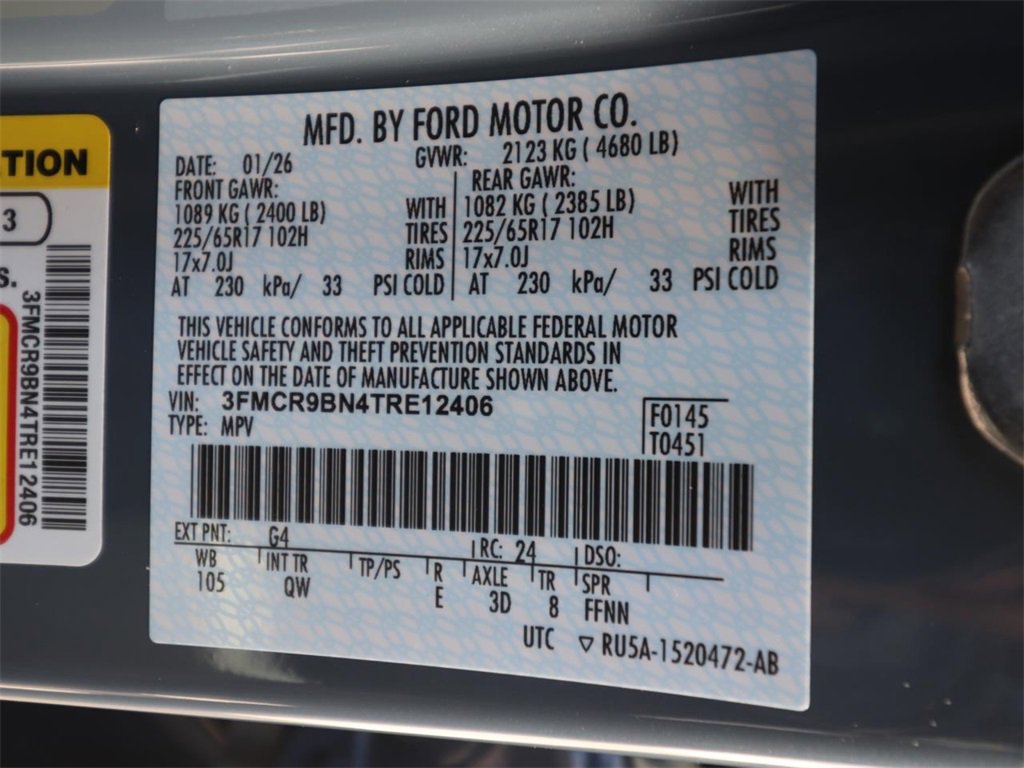 TION
3
s.
3FMCR9BN4TRE12406
MFD. BY FORD MOTOR CO.
DATE: 01/26 GVWR: 2123 KG ( 4680 LB)
FRONT GAWR: REAR GAWR:
1089 KG ( 2400 LB) WITH 1082 KG ( 2385 LB) WITH
225/65R17 102H TIRES 225/65R17 102H TIRES
17x7.0J RIMS 17x7.0J RIMS
AT 230 kPa/ 33 PSI COLD AT 230 kPa/ 33 PSI COLD
THIS VEHICLE CONFORMS TO ALL APPLICABLE FEDERAL MOTOR
VEHICLE SAFETY AND THEFT PREVENTION STANDARDS IN
EFFECT ON THE DATE OF MANUFACTURE SHOWN ABOVE.
VIN: 3FMCR9BN4TRE12406 F0145
TYPE: MPV T0451
EXT PNT: G4 RC: 24 DSO:
WB INT TR TP/PS R AXLE TR SPR
105 QW E 3D 8 FFNN
UTC ▽ RU5A-1520472-AB